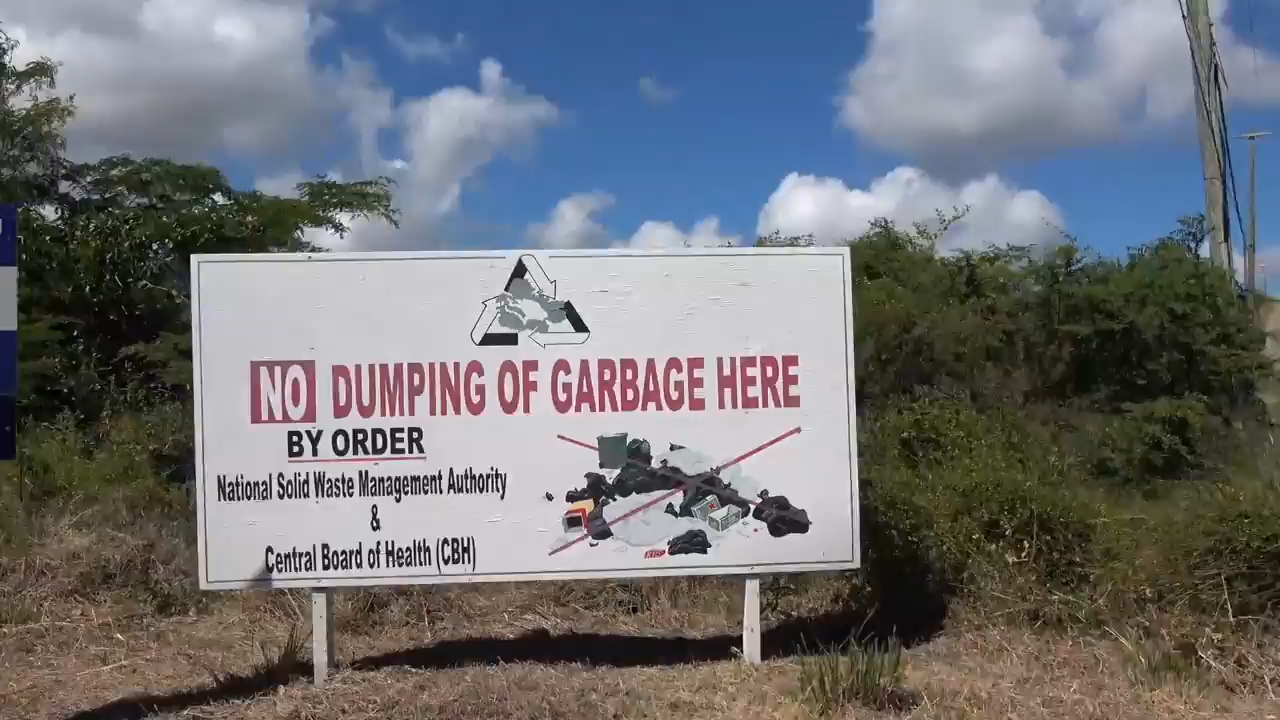 NO DUMPING OF GARBAGE HERE
BY ORDER
National Solid Waste Management Authority
&
Central Board of Health (CBH)